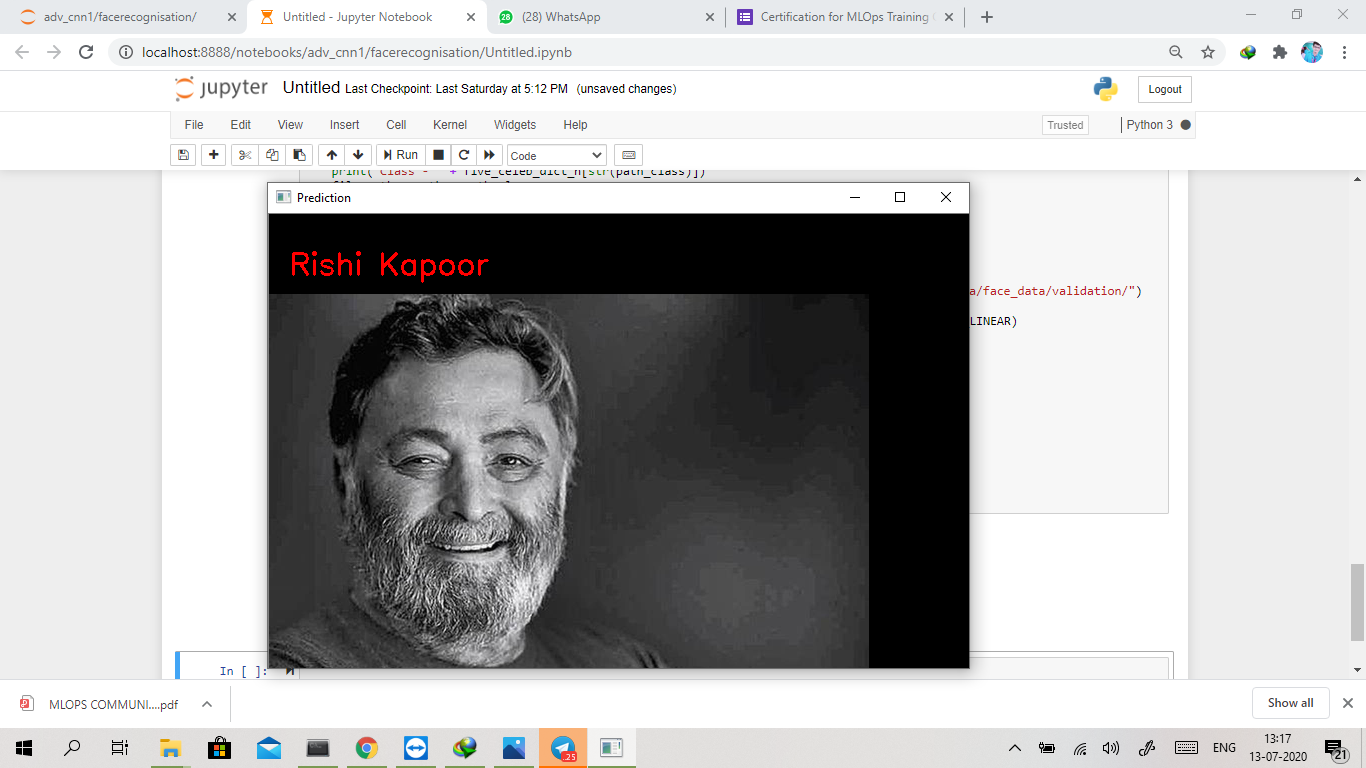 adv_cnn1/facerecognisation/
Untitled - Jupyter Notebook
28
(28) WhatsApp
Certification for MLOps Training
localhost:8888/notebooks/adv_cnn1/facerecognisation/Untitled.ipynb
jupyter
Untitled Last Checkpoint: Last Saturday at 5:12 PM (unsaved changes)
Logout
File Edit View Insert Cell Kernel Widgets Help
Trusted
Python 3
Run
Code
print("Class - " + five_celeb_dict_n[str(path_class)])
Prediction
Rishi Kapoor
a/face_data/validation/")
LINEAR)
In [ ]:
MLOPS COMMUNI....pdf
Show all
.25
ENG
13:17
13-07-2020
21